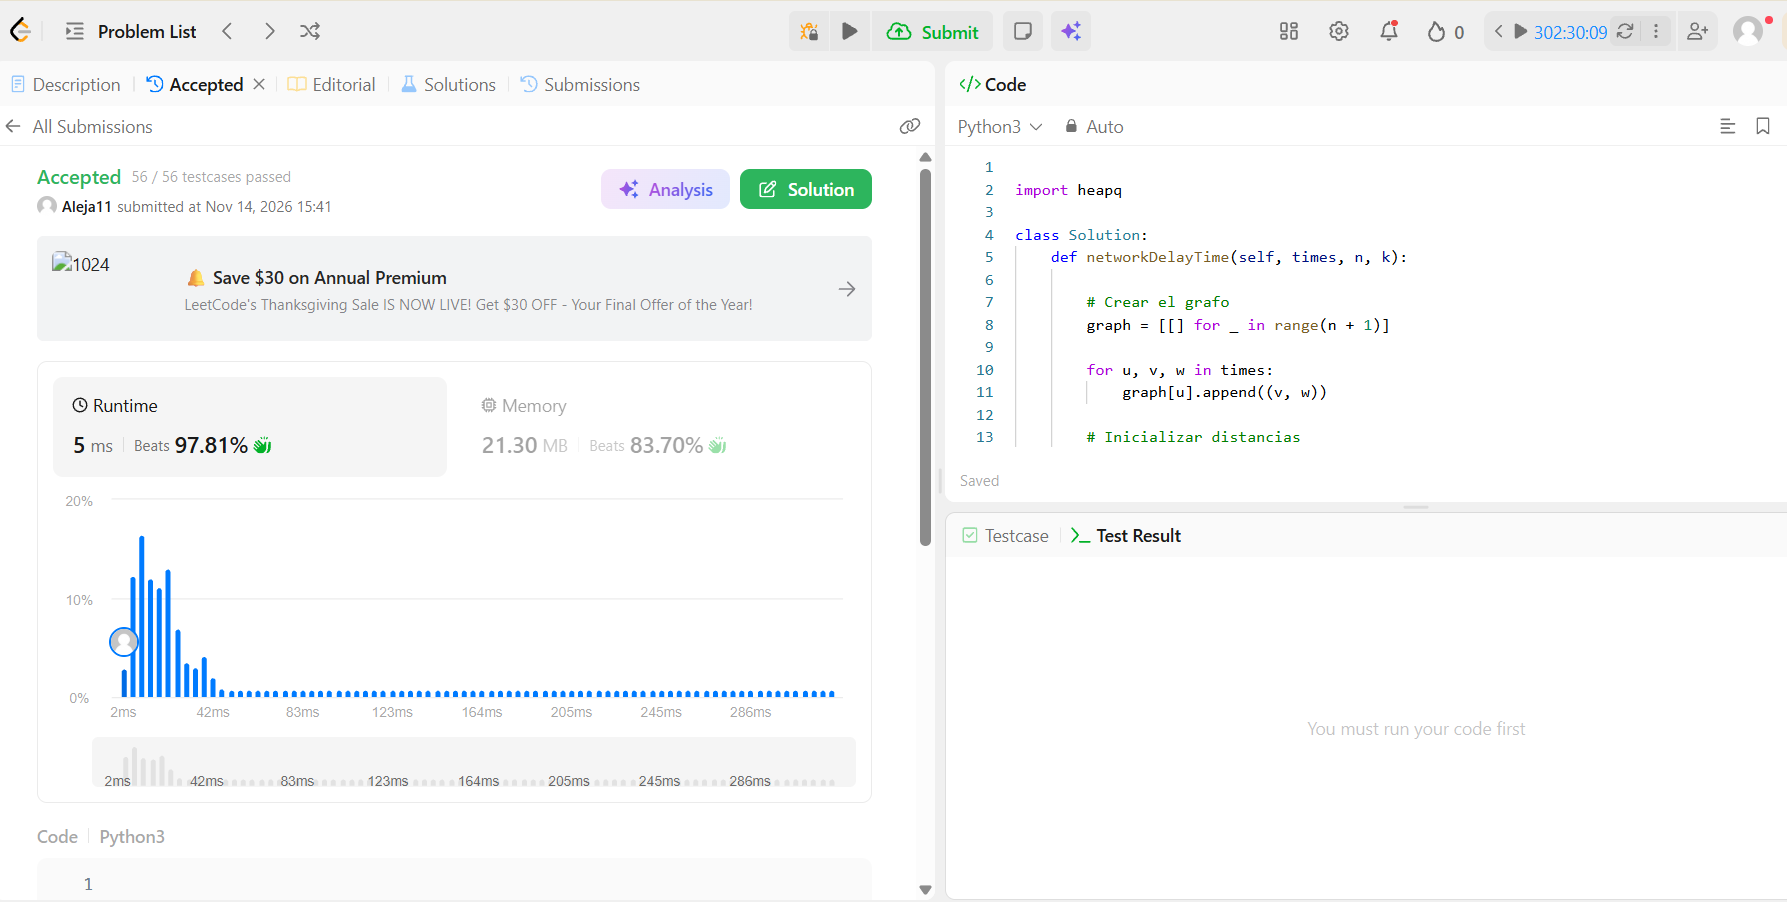 Problem List
Submit
0
302:30:09
Description
Accepted
Editorial
Solutions
Submissions
All Submissions
Accepted 56 / 56 testcases passed
Aleja11 submitted at Nov 14, 2026 15:41
Analysis
Solution
1024
Save $30 on Annual Premium
LeetCode's Thanksgiving Sale IS NOW LIVE! Get $30 OFF - Your Final Offer of the Year!
Runtime
5 ms Beats 97.81%
Memory
21.30 MB Beats 83.70%
20%
10%
0%
2ms 42ms 83ms 123ms 164ms 205ms 245ms 286ms
2ms 42ms 83ms 123ms 164ms 205ms 245ms 286ms
Code Python3
1
</> Code
Python3 Auto
1
2 import heapq
3
4 class Solution:
5 def networkDelayTime(self, times, n, k):
6
7 # Crear el grafo
8 graph = [[] for _ in range(n + 1)]
9
10 for u, v, w in times:
11 graph[u].append((v, w))
12
13 # Inicializar distancias
Saved
Testcase
Test Result
You must run your code first